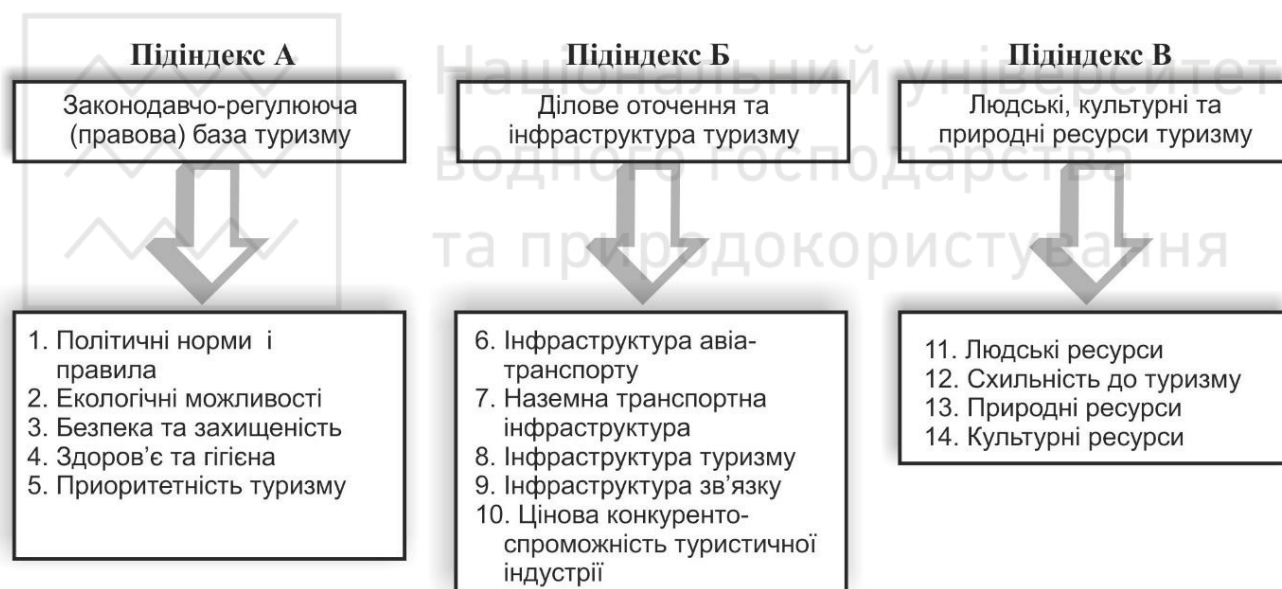 Підіндекс А
Законодавчо-регулююча
(правова) база туризму
1. Політичні норми і
правила
2. Екологічні можливості
3. Безпека та захищеність
4. Здоров’є та гігієна
5. Приоритетність туризму
Підіндекс Б
Ділове оточення та
інфраструктура туризму
6. Інфраструктура авіа-
транспорту
7. Наземна транспортна
інфраструктура
8. Інфраструктура туризму
9. Інфраструктура зв’язку
10. Цінова конкуренто-
спроможність туристичної
індустрії
Підіндекс В
Людські, культурні та
природні ресурси туризму
11. Людські ресурси
12. Схильність до туризму
13. Природні ресурси
14. Культурні ресурси
Національний університет
водного господарства
та природокористування